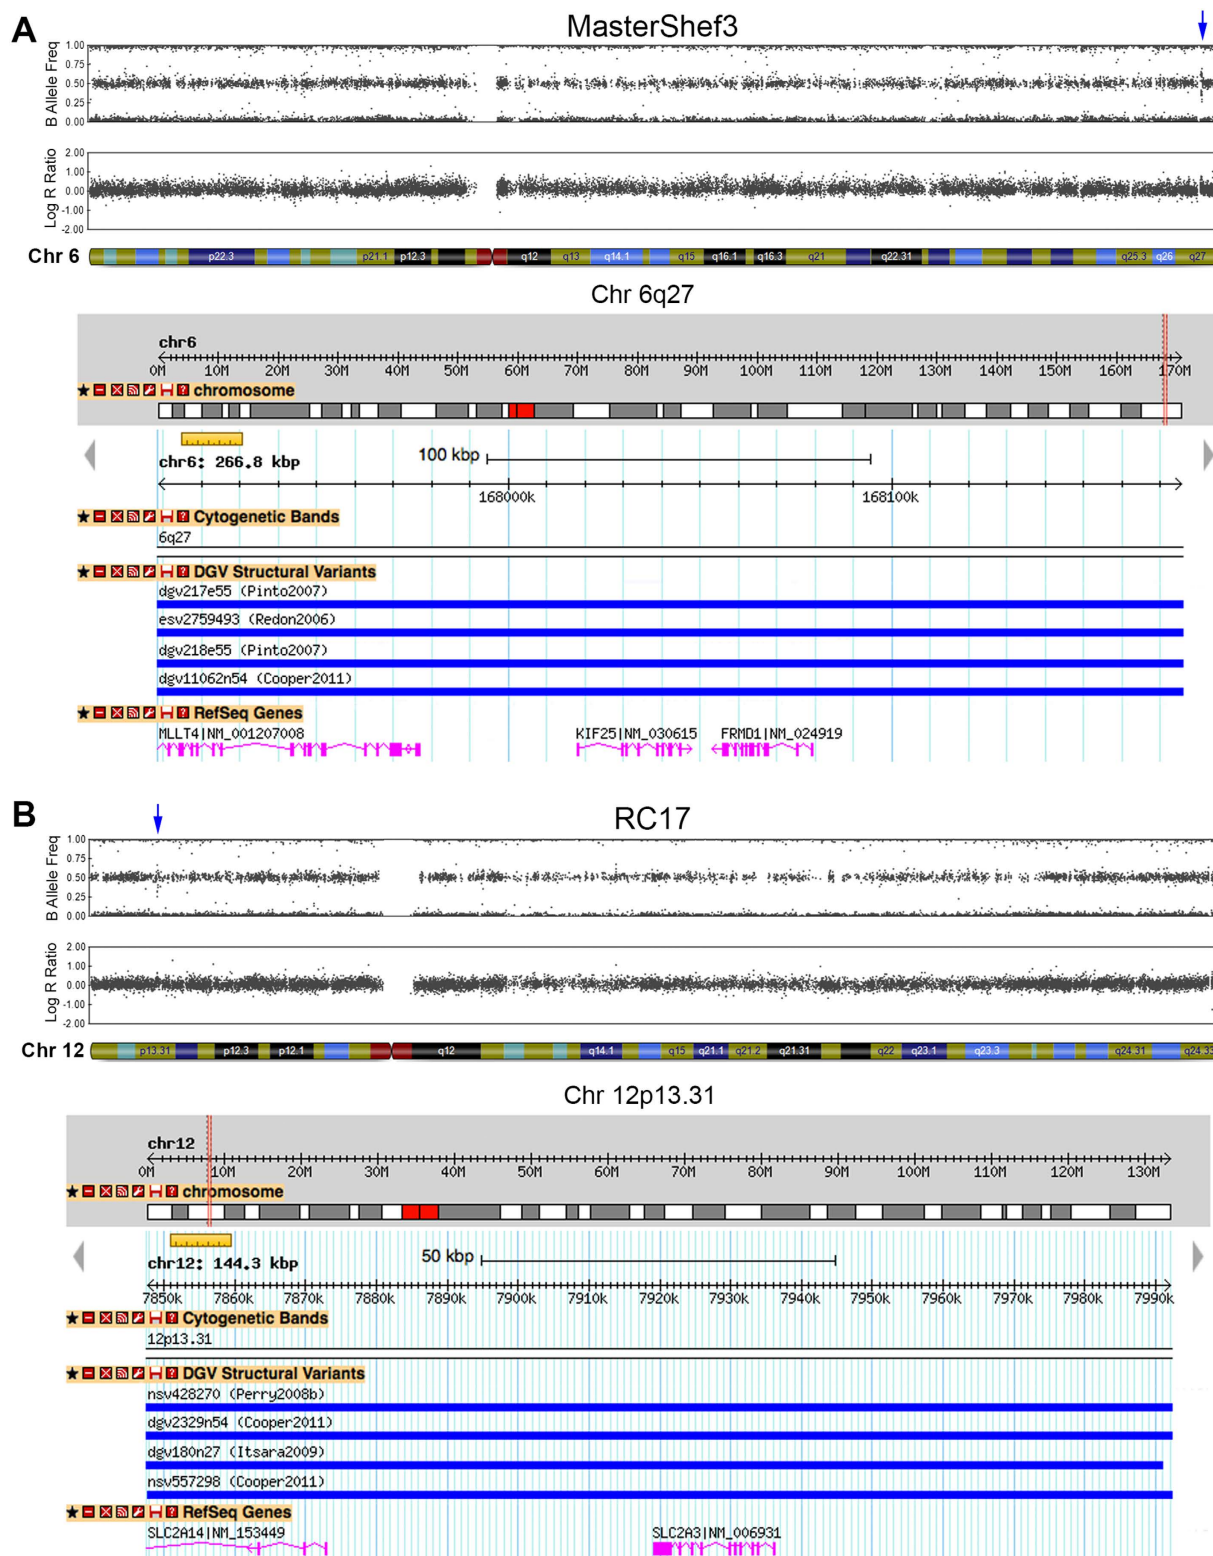 A
MasterShef3
B Allele Freq
1.00
0.75
0.50
0.25
0.00
Log R Ratio
2.00
1.00
0.00
-1.00
-2.00
Chr 6
p22.3 p21.1 p12.3 q12 q13 q14.1 q15 q16.1 q16.3 q21 q22.31 q25.3 q26 q27
Chr 6q27
chr6
0M 10M 20M 30M 40M 50M 60M 70M 80M 90M 100M 110M 120M 130M 140M 150M 160M 170M
chromosome
100 kbp
chr6: 266.8 kbp
168000k 168100k
Cytogenetic Bands
6q27
DGV Structural Variants
dgv217e55 (Pinto2007)
esv2759493 (Redon2006)
dgv218e55 (Pinto2007)
dgv11062n54 (Cooper2011)
RefSeq Genes
MLLT4|NM_001207008 KIF25|NM_030615 FRMD1|NM_024919
B
RC17
B Allele Freq
1.00
0.75
0.50
0.25
0.00
Log R Ratio
2.00
1.00
0.00
-1.00
-2.00
Chr 12
p13.31 p12.3 p12.1 q12 q14.1 q15 q21.1 q21.2 q21.31 q22 q23.1 q23.3 q24.31 q24.33
Chr 12p13.31
chr12
0M 10M 20M 30M 40M 50M 60M 70M 80M 90M 100M 110M 120M 130M
chromosome
50 kbp
chr12: 144.3 kbp
7850k 7860k 7870k 7880k 7890k 7900k 7910k 7920k 7930k 7940k 7950k 7960k 7970k 7980k 7990k
Cytogenetic Bands
12p13.31
DGV Structural Variants
nsv428270 (Perry2008b)
dgv2329n54 (Cooper2011)
dgv180n27 (Itsara2009)
nsv557298 (Cooper2011)
RefSeq Genes
SLC2A14|NM_153449 SLC2A3|NM_006931